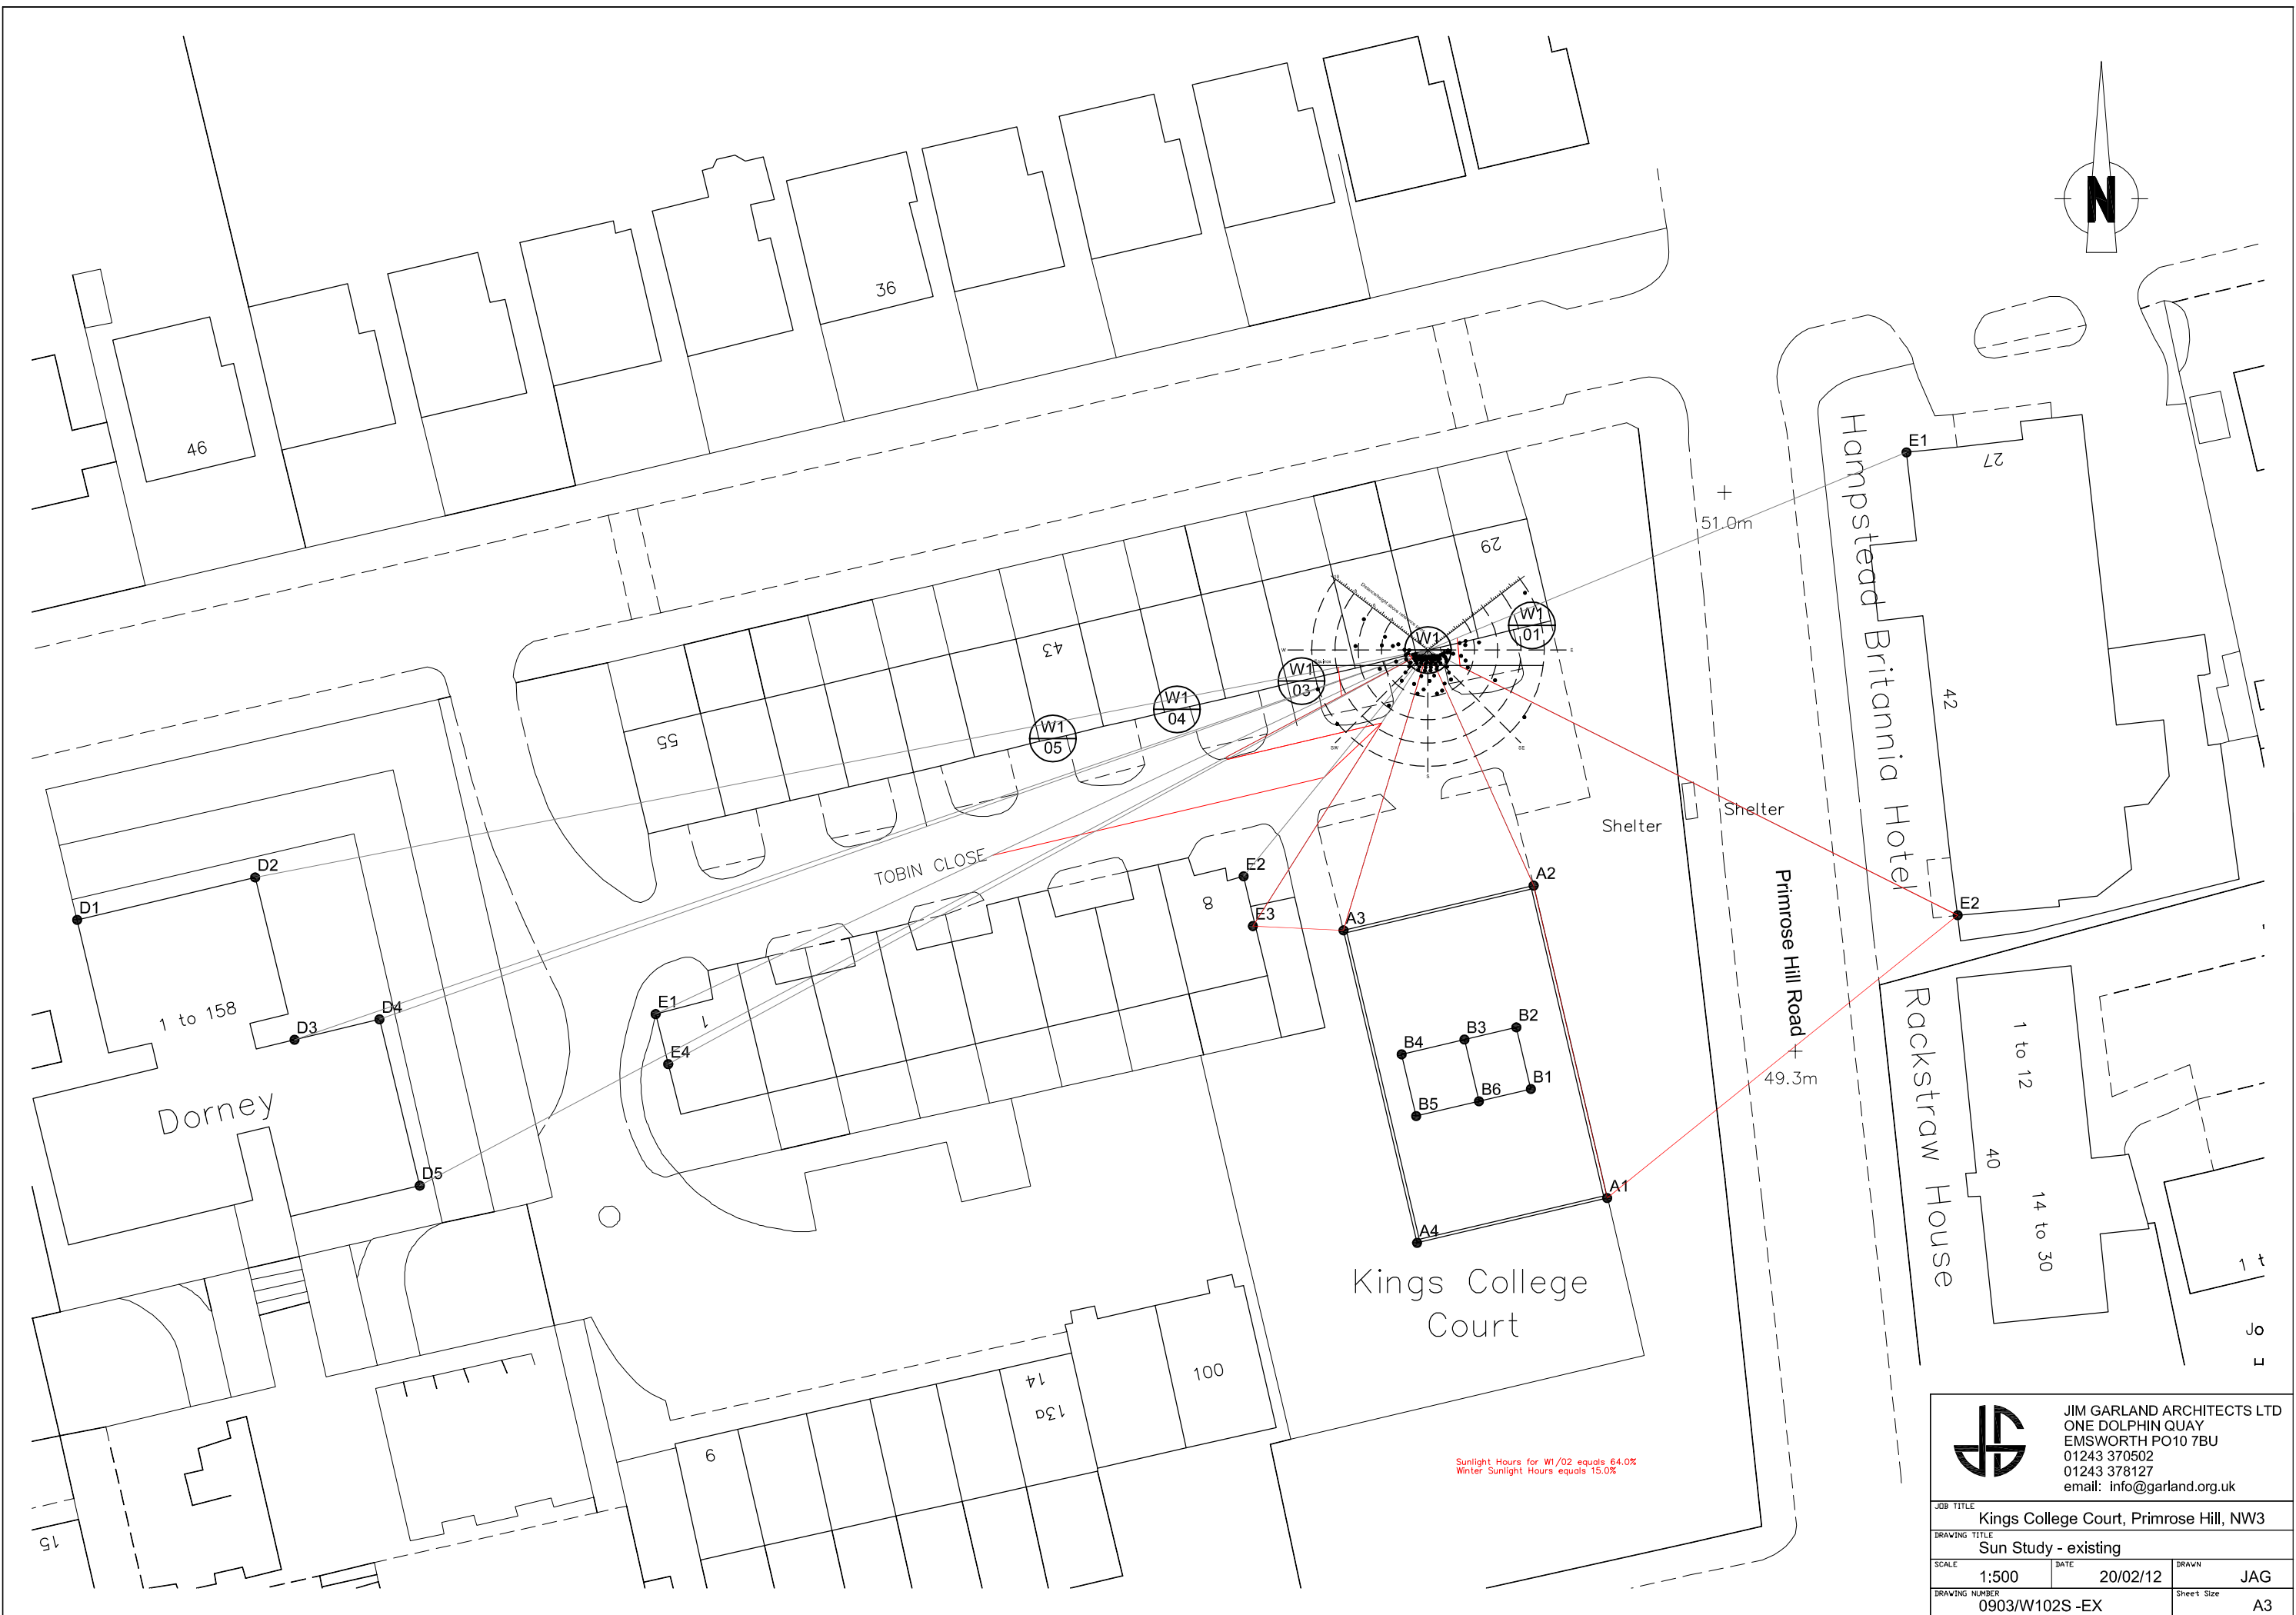 36
46
N
E1
27
51.0m
29
Hampstead Britannia Hotel
42
43
55
W1
01
W1
W1
03
W1
04
W1
05
W
E
SW
S
SE
TOBIN CLOSE
Shelter
Shelter
D2
D1
E2
E3
8
A3
A2
E2
Primrose Hill Road
49.3m
1 to 158
D3
D4
E1
1
E4
Dorney
D5
B2
B3
B4
B1
B6
B5
A1
A4
Rackstraw House
1 to 12
40
14 to 30
1 t
Jo
Kings College
Court
100
14
13a
9
15
Sunlight Hours for W1/02 equals 64.0%
Winter Sunlight Hours equals 15.0%
JIM GARLAND ARCHITECTS LTD
ONE DOLPHIN QUAY
EMSWORTH PO10 7BU
01243 370502
01243 378127
email: info@garland.org.uk
JOB TITLE
Kings College Court, Primrose Hill, NW3
DRAWING TITLE
Sun Study - existing
SCALE
1:500
DATE
20/02/12
DRAWN
JAG
DRAWING NUMBER
0903/W102S -EX
Sheet Size
A3